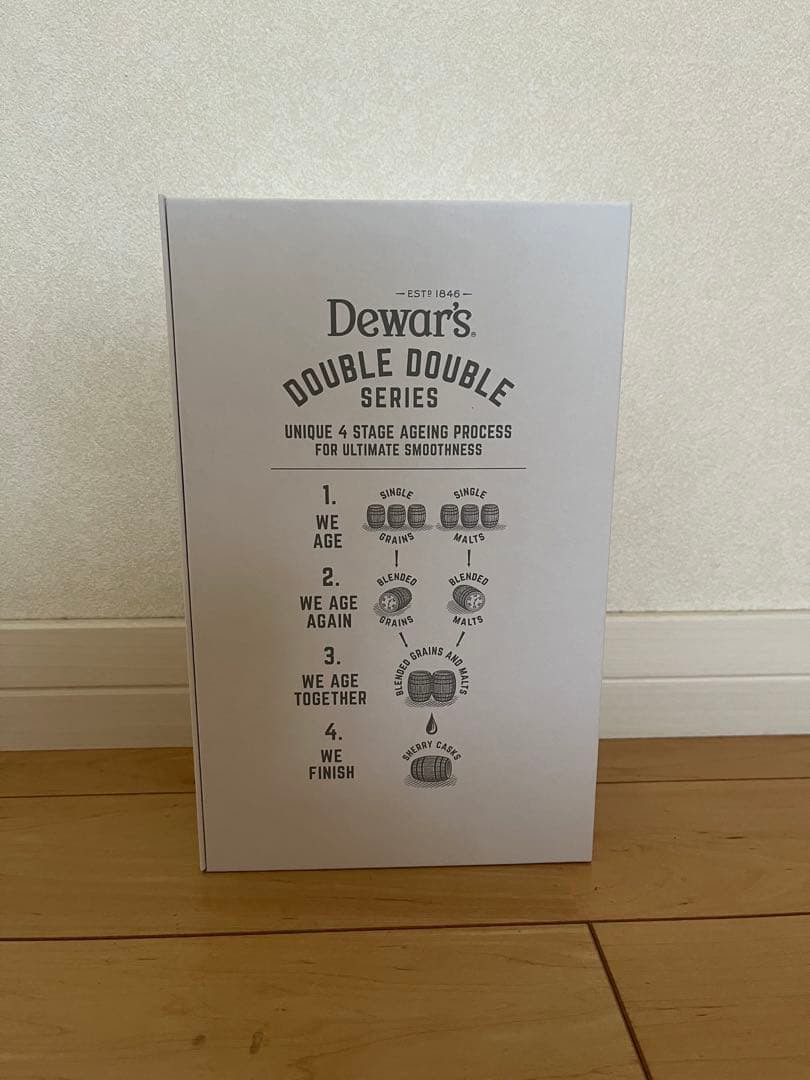 ESTD 1846
Dewar's®
DOUBLE DOUBLE
SERIES
UNIQUE 4 STAGE AGEING PROCESS
FOR ULTIMATE SMOOTHNESS
1.
WE
AGE
SINGLE
GRAINS
SINGLE
MALTS
2.
WE AGE
AGAIN
BLENDED
GRAINS
BLENDED
MALTS
3.
WE AGE
TOGETHER
BLENDED GRAINS AND MALTS
4.
WE
FINISH
SHERRY CASKS